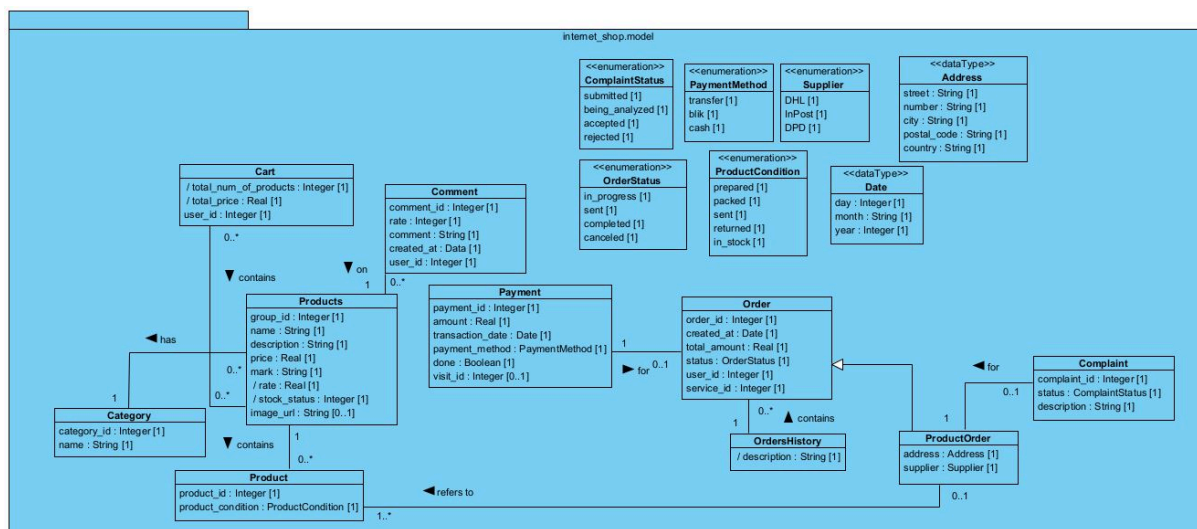 internet_shop.model
<<enumeration>>
ComplaintStatus
submitted [1]
being_analyzed [1]
accepted [1]
rejected [1]
<<enumeration>>
PaymentMethod
transfer [1]
blik [1]
cash [1]
<<enumeration>>
Supplier
DHL [1]
InPost [1]
DPD [1]
<<dataType>>
Address
street : String [1]
number : String [1]
city : String [1]
postal_code : String [1]
country : String [1]
<<enumeration>>
OrderStatus
in_progress [1]
sent [1]
completed [1]
canceled [1]
<<enumeration>>
ProductCondition
prepared [1]
packed [1]
sent [1]
returned [1]
in_stock [1]
<<dataType>>
Date
day : Integer [1]
month : String [1]
year : Integer [1]
Cart
/ total_num_of_products : Integer [1]
/ total_price : Real [1]
user_id : Integer [1]
0..*
contains
Comment
comment_id : Integer [1]
rate : Integer [1]
comment : String [1]
created_at : Data [1]
user_id : Integer [1]
on
1
0..*
Products
group_id : Integer [1]
name : String [1]
description : String [1]
price : Real [1]
mark : String [1]
/ rate : Real [1]
/ stock_status : Integer [1]
image_url : String [0..1]
has
0..*
1
0..*
Category
category_id : Integer [1]
name : String [1]
1
contains
0..*
Product
product_id : Integer [1]
product_condition : ProductCondition [1]
Payment
payment_id : Integer [1]
amount : Real [1]
transaction_date : Date [1]
payment_method : PaymentMethod [1]
done : Boolean [1]
visit_id : Integer [0..1]
1
for
0..1
Order
order_id : Integer [1]
created_at : Date [1]
total_amount : Real [1]
status : OrderStatus [1]
user_id : Integer [1]
service_id : Integer [1]
0..*
1
contains
OrdersHistory
/ description : String [1]
for
0..1
Complaint
complaint_id : Integer [1]
status : ComplaintStatus [1]
description : String [1]
1
ProductOrder
address : Address [1]
supplier : Supplier [1]
0..1
refers to
1..*